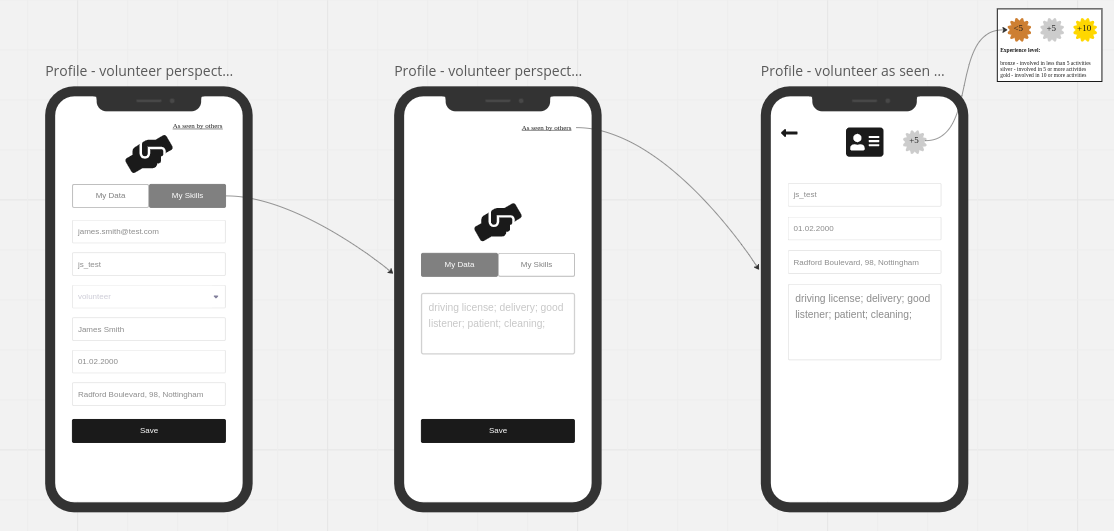 <5
+5
+10
Experience level:
bronze - involved in less than 5 activities
silver - involved in 5 or more activities
gold - involved in 10 or more activities
Profile - volunteer perspect...
As seen by others
My Data
My Skills
james.smith@test.com
js_test
volunteer
James Smith
01.02.2000
Radford Boulevard, 98, Nottingham
Save
Profile - volunteer perspect...
As seen by others
My Data
My Skills
driving license; delivery; good
listener; patient; cleaning;
Save
Profile - volunteer as seen ...
+5
js_test
01.02.2000
Radford Boulevard, 98, Nottingham
driving license; delivery; good
listener; patient; cleaning;